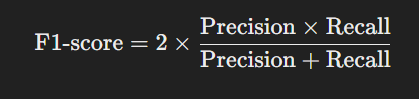 F1-score = 2 × Precision × Recall / Precision + Recall